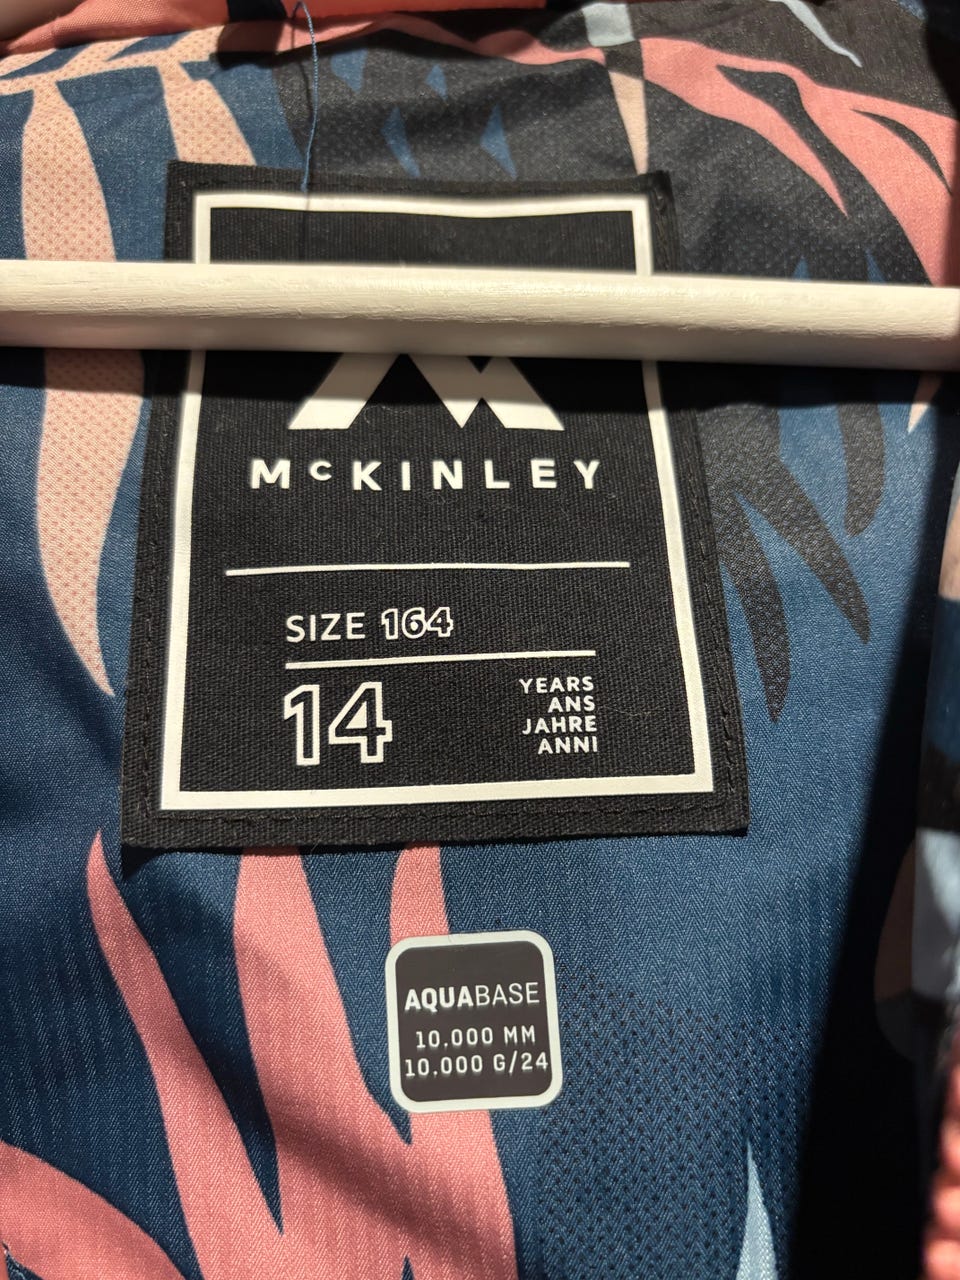 McKINLEY
SIZE 164
14
YEARS
ANS
JAHRE
ANNI
AQUABASE
10,000 MM
10,000 G/24